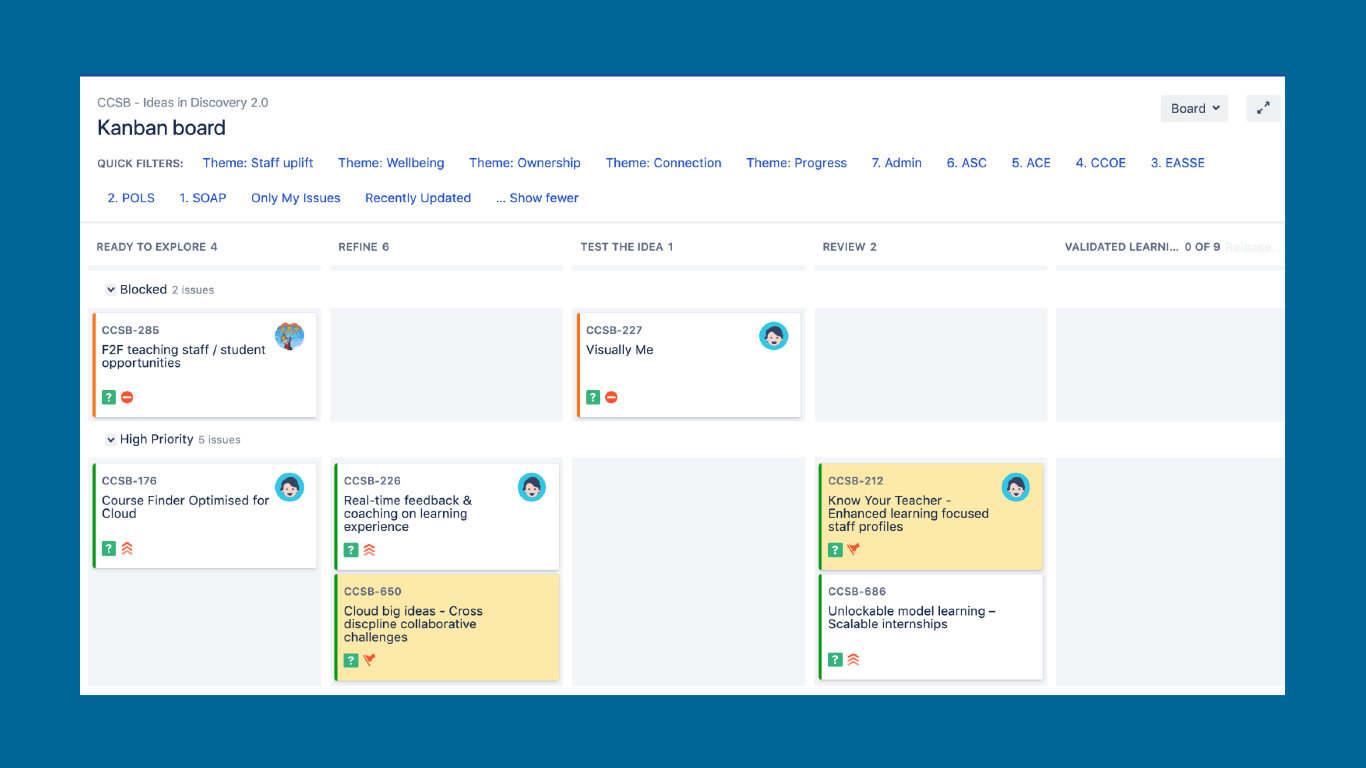 CCSB - Ideas in Discovery 2.0
Kanban board
Board
QUICK FILTERS: Theme: Staff uplift Theme: Wellbeing Theme: Ownership Theme: Connection Theme: Progress 7. Admin 6. ASC 5. ACE 4. CCOE 3. EASSE
2. POLS 1. SOAP Only My Issues Recently Updated ... Show fewer
READY TO EXPLORE 4 REFINE 6 TEST THE IDEA 1 REVIEW 2 VALIDATED LEARNI... 0 OF 9 Release...
Blocked 2 issues
CCSB-285
F2F teaching staff / student
opportunities
?
CCSB-227
Visually Me
?
High Priority 5 issues
CCSB-176
Course Finder Optimised for
Cloud
?
CCSB-226
Real-time feedback &
coaching on learning
experience
?
CCSB-650
Cloud big ideas - Cross
discpline collaborative
challenges
?
CCSB-212
Know Your Teacher -
Enhanced learning focused
staff profiles
?
CCSB-686
Unlockable model learning –
Scalable internships
?